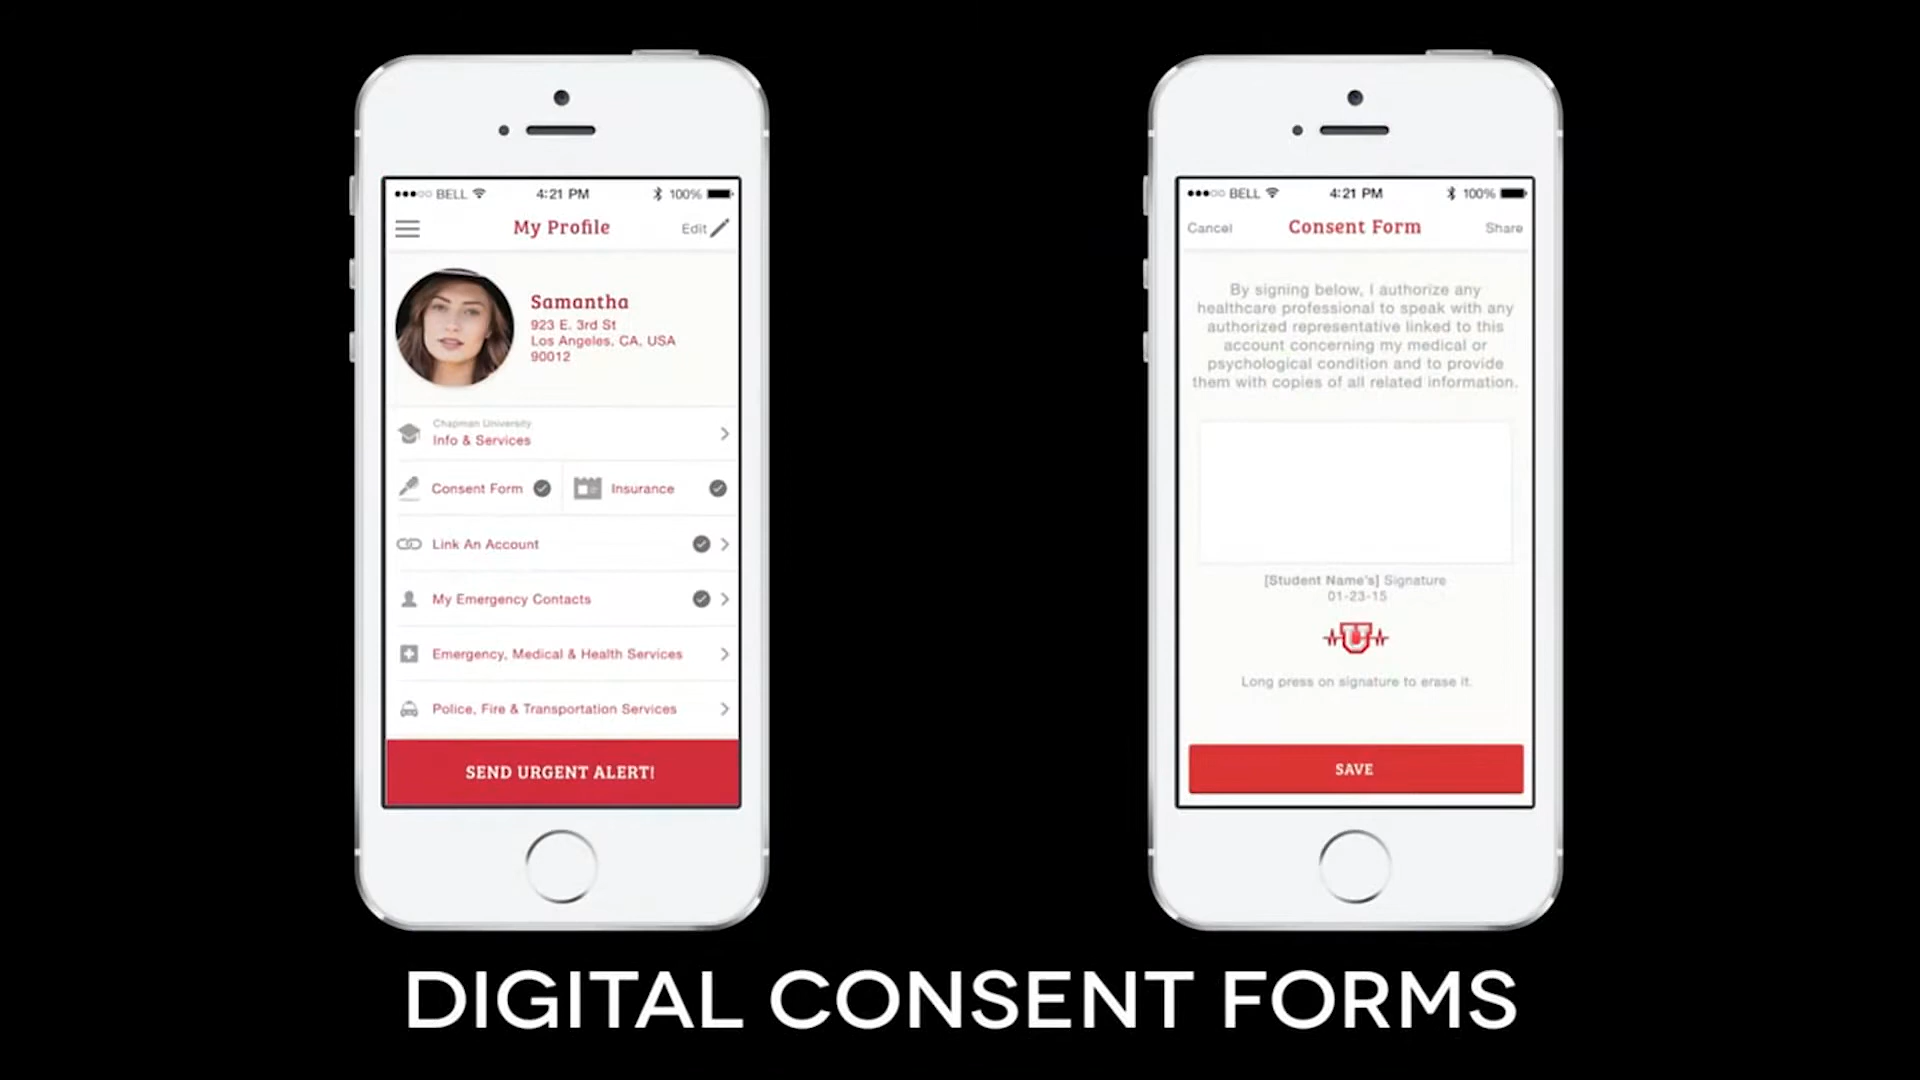 BELL
4:21 PM
100%
My Profile
Edit
Samantha
923 E. 3rd St
Los Angeles, CA, USA
90012
Chapman University
Info & Services
Consent Form
Insurance
Link An Account
My Emergency Contacts
Emergency, Medical & Health Services
Police, Fire & Transportation Services
SEND URGENT ALERT!
BELL
4:21 PM
100%
Cancel
Consent Form
Share
By signing below, I authorize any
healthcare professional to speak with any
authorized representative linked to this
account concerning my medical or
psychological condition and to provide
them with copies of all related information.
[Student Name's] Signature
01-23-15
U
Long press on signature to erase it.
SAVE
DIGITAL CONSENT FORMS